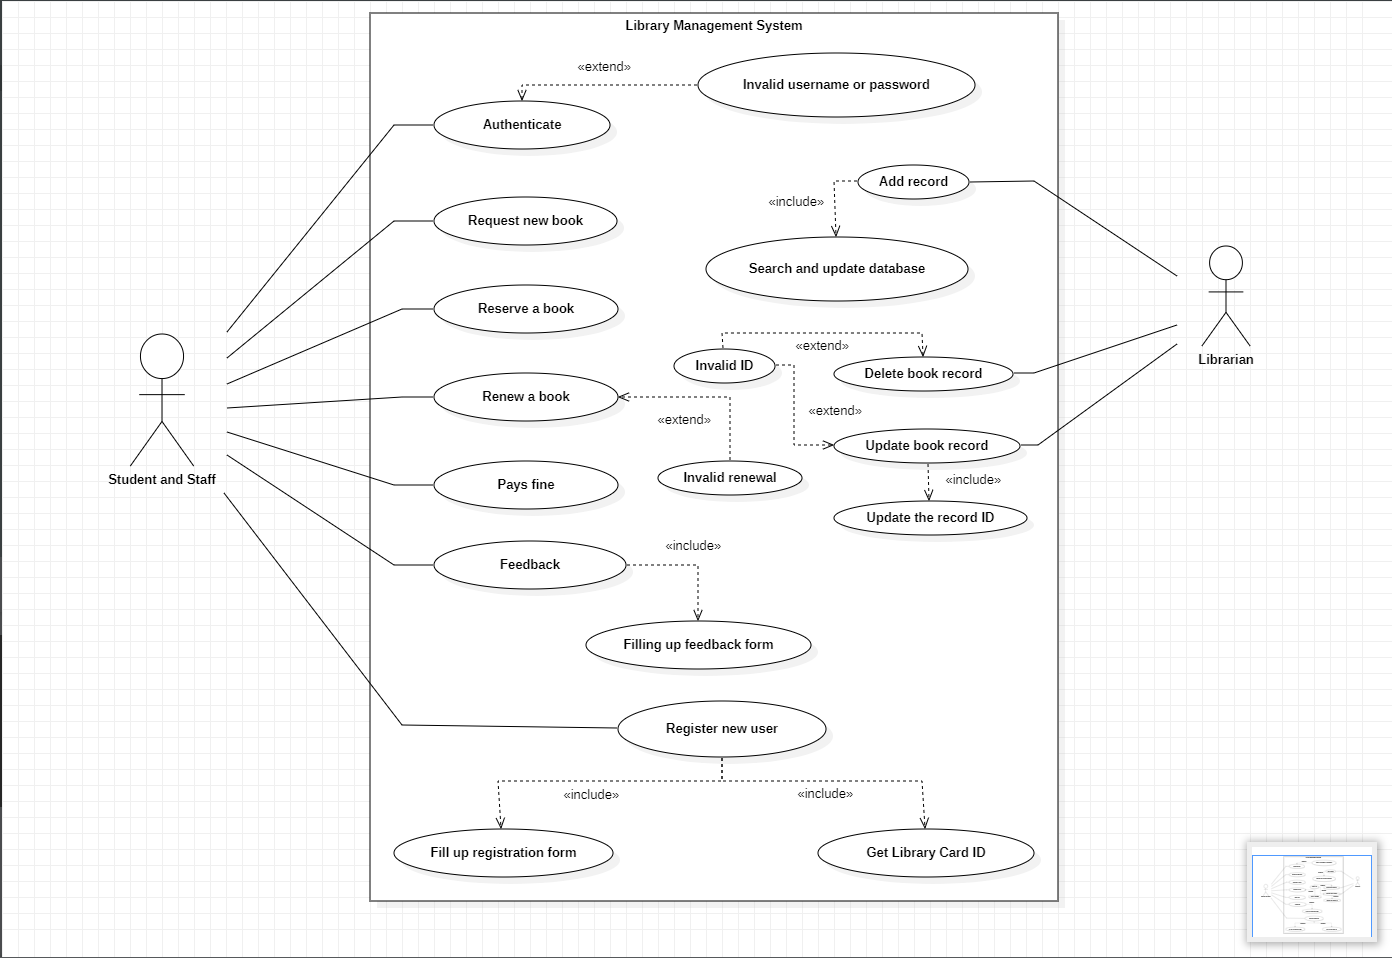 Library Management System
«extend»
Invalid username or password
Authenticate
Add record
«include»
Request new book
Search and update database
Reserve a book
«extend»
Invalid ID
Delete book record
Librarian
Renew a book
«extend»
«extend»
Update book record
Student and Staff
Pays fine
Invalid renewal
«include»
Update the record ID
«include»
Feedback
Filling up feedback form
Register new user
«include»
«include»
Fill up registration form
Get Library Card ID